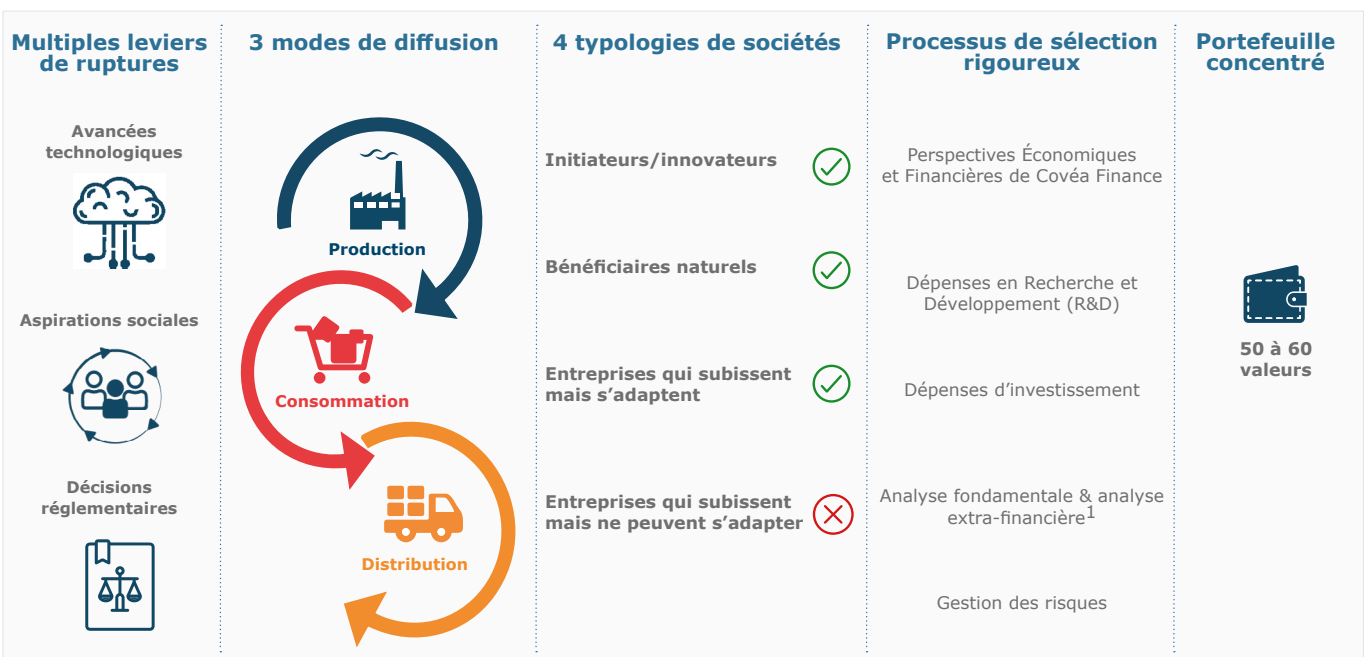 Multiples leviers
de ruptures
Avancées
technologiques
Aspirations sociales
Décisions
réglementaires
3 modes de diffusion
Production
Consommation
Distribution
4 typologies de sociétés
Initiateurs/innovateurs
Bénéficiaires naturels
Entreprises qui subissent
mais s’adaptent
Entreprises qui subissent
mais ne peuvent s’adapter
Processus de sélection
rigoureux
Perspectives Économiques
et Financières de Covéa Finance
Dépenses en Recherche et
Développement (R&D)
Dépenses d’investissement
Analyse fondamentale & analyse
extra-financière1
Gestion des risques
Portefeuille
concentré
50 à 60
valeurs